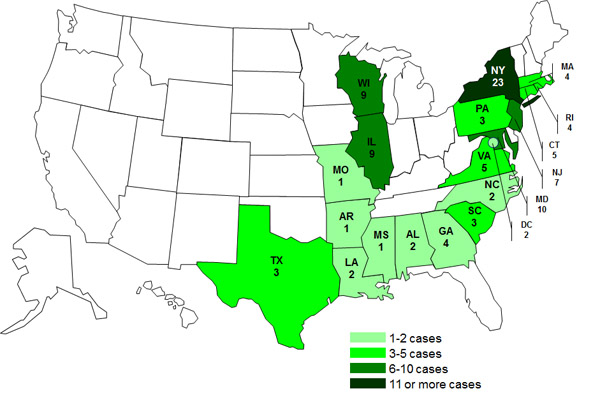 MA
4
NY
23
WI
9
PA
3
RI
4
IL
9
CT
5
VA
5
MO
1
NJ
7
NC
2
MD
10
SC
3
AR
1
DC
2
MS
1
AL
2
GA
4
TX
3
LA
2
1-2 cases
3-5 cases
6-10 cases
11 or more cases